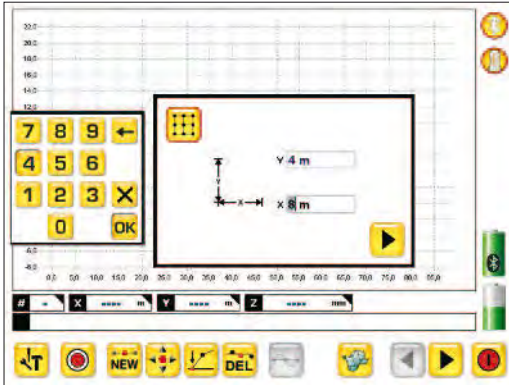 22,0
20,0
18,0
16,0
14,0
12,0
7 8 9
4 5 6
1 2 3 X
0 OK
Y 4 m
Y
X
X 8 m
-6,0
-8,0
0,0 5,0 10,0 15,0 20,0 25,0 30,0 35,0 40,0 45,0 50,0 55,0 60,0 65,0 70,0 75,0 80,0 85,0
# - X ---- m Y ---- m Z ---- mm
T NEW DEL